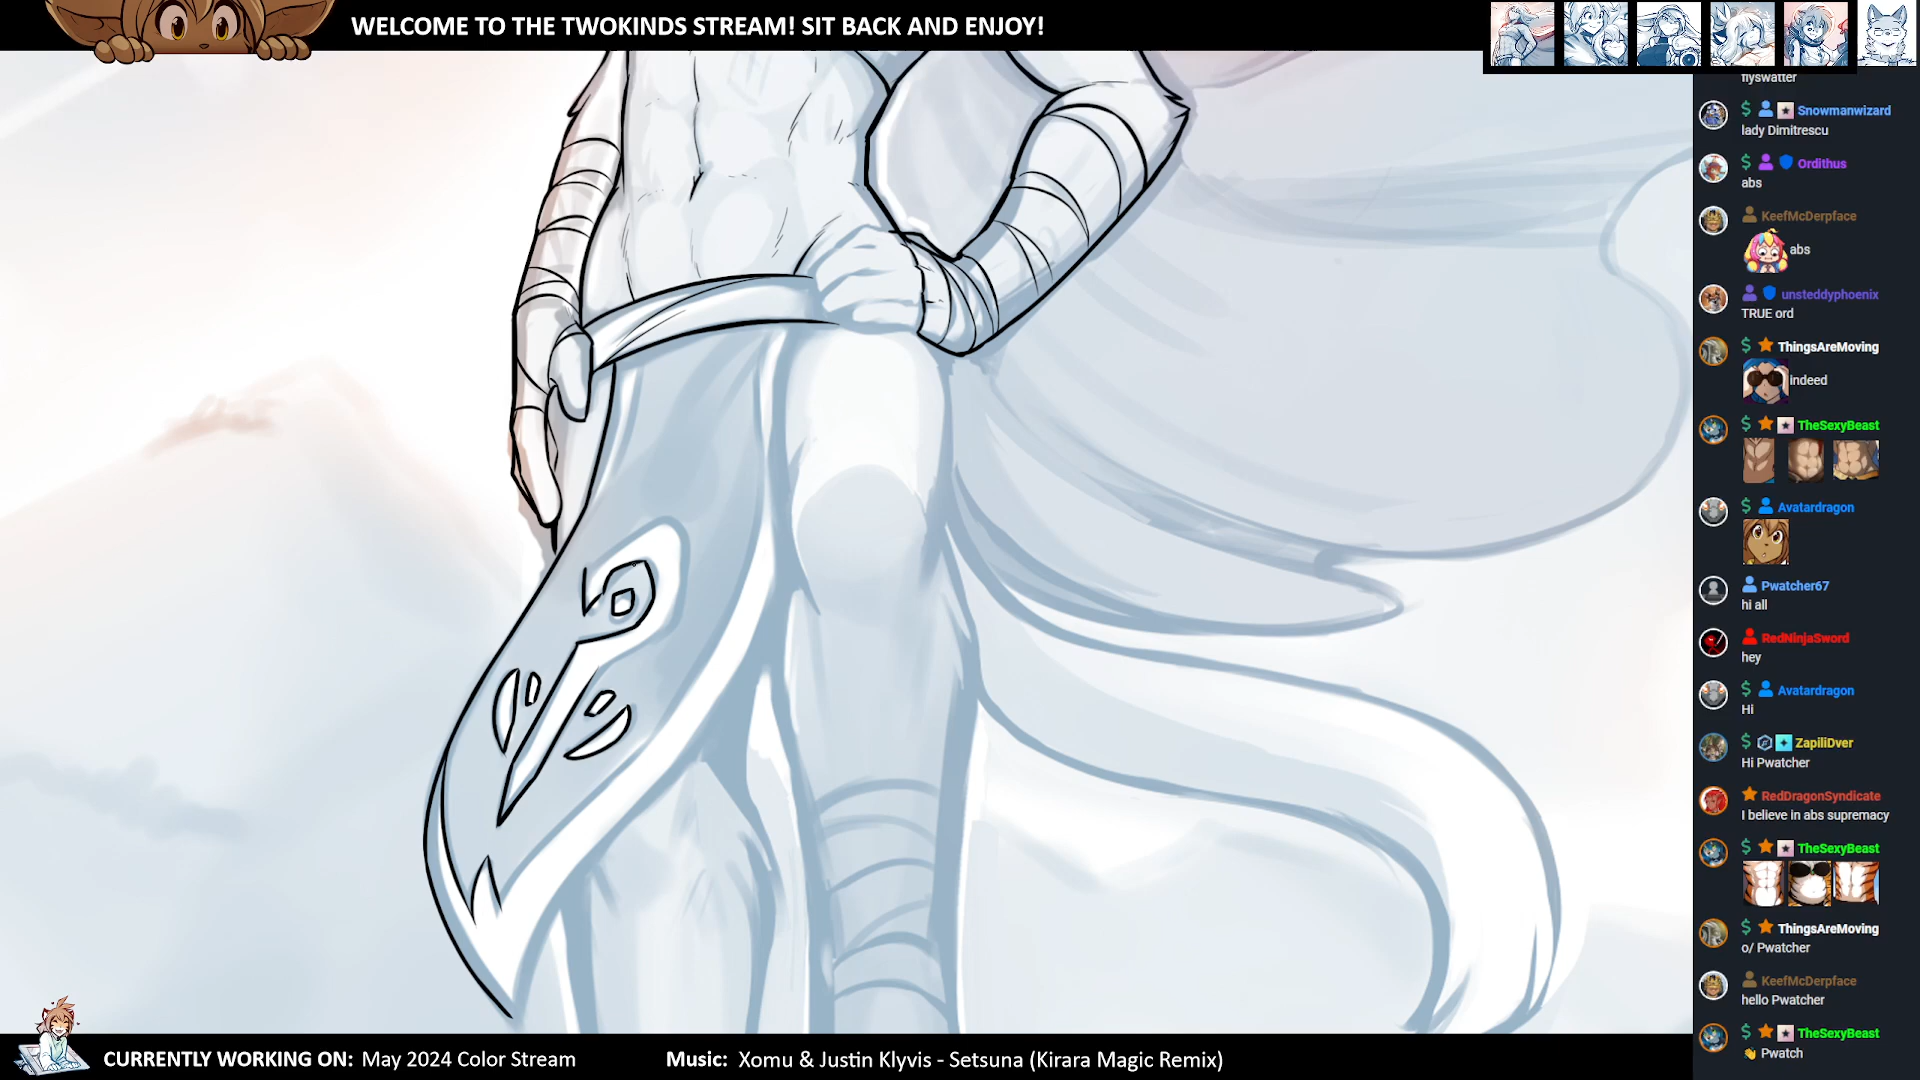 WELCOME TO THE TWOKINDS STREAM! SIT BACK AND ENJOY!
flyswatter
Snowmanwizard
lady Dimitrescu
Ordithus
abs
KeefMcDerpface
abs
unsteddyphoenix
TRUE ord
ThingsAreMoving
Indeed
TheSexyBeast
Avatardragon
Pwatcher67
hi all
RedNinjaSword
hey
Avatardragon
Hi
ZapiliDver
Hi Pwatcher
RedDragonSyndicate
I believe in abs supremacy
TheSexyBeast
ThingsAreMoving
o/ Pwatcher
KeefMcDerpface
hello Pwatcher
TheSexyBeast
👋 Pwatch
CURRENTLY WORKING ON: May 2024 Color Stream
Music: Xomu & Justin Klyvis - Setsuna (Kirara Magic Remix)